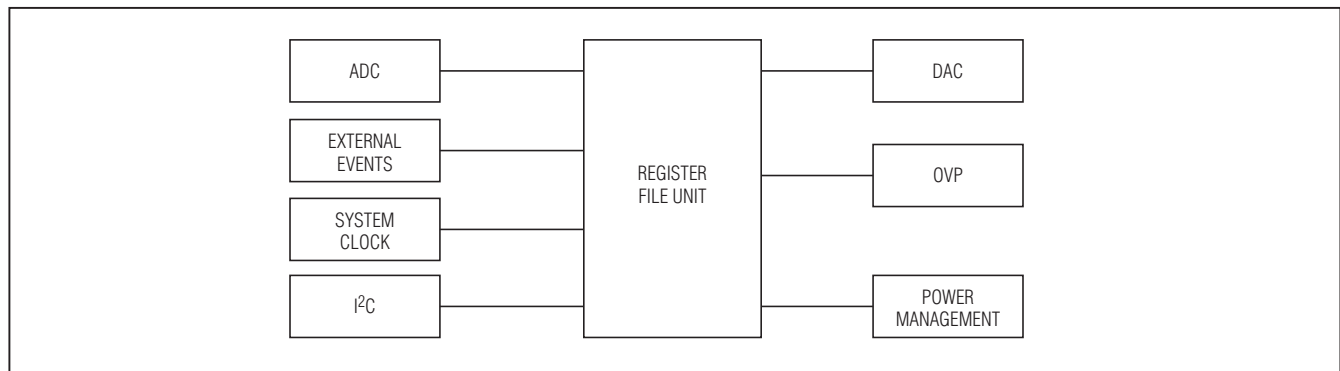 ADC
EXTERNAL
EVENTS
SYSTEM
CLOCK
I²C
REGISTER
FILE UNIT
DAC
OVP
POWER
MANAGEMENT